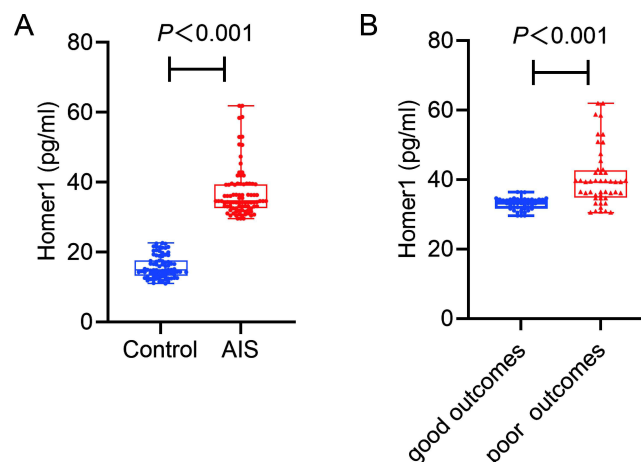 A
P<0.001
Homer1 (pg/ml)
80
60
40
20
0
Control AIS
B
P<0.001
Homer1 (pg/ml)
80
60
40
20
0
good outcomes
poor outcomes